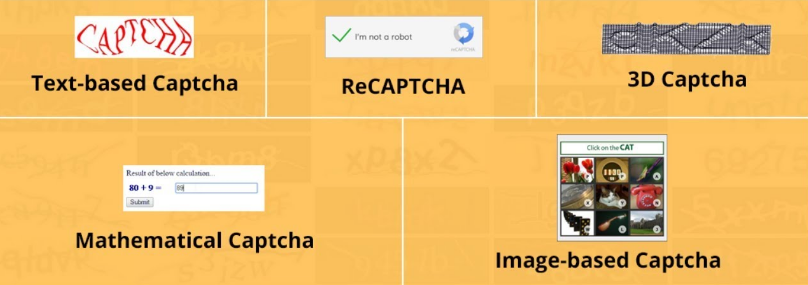 CAPTCHA
Text-based Captcha
I'm not a robot
reCAPTCHA
ReCAPTCHA
3D Captcha
Result of below calculation...
80 + 9 = 89
Submit
Mathematical Captcha
Click on the CAT
Image-based Captcha